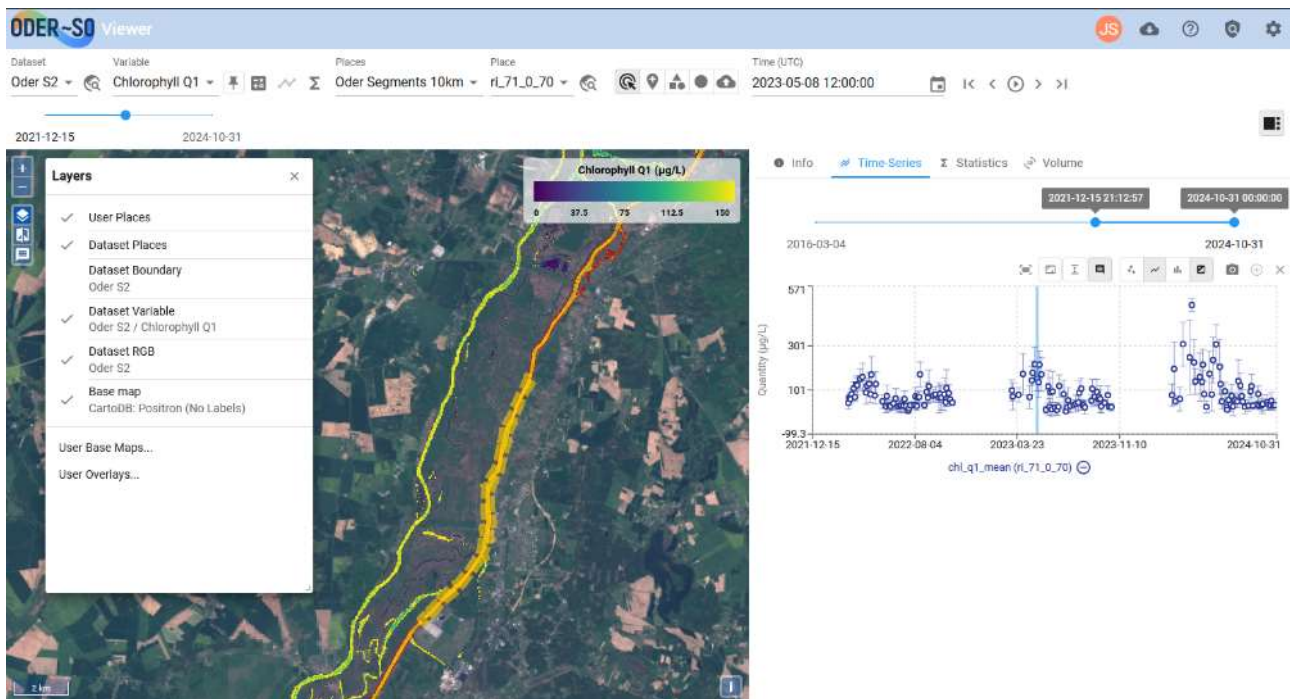 ODER~SO Viewer
JS
Dataset
Variable
Places
Place
Time (UTC)
Oder S2
Chlorophyll Q1
Σ
Oder Segments 10km
ri_71_0_70
2023-05-08 12:00:00
2021-12-15
2024-10-31
Layers
User Places
Dataset Places
Dataset Boundary
Oder S2
Dataset Variable
Oder S2 / Chlorophyll Q1
Dataset RGB
Oder S2
Base map
CartoDB: Positron (No Labels)
User Base Maps...
User Overlays...
2 km
Chlorophyll Q1 (µg/L)
0 37.5 75 112.5 150
Info
Time-Series
Σ Statistics
Volume
2021-12-15 21:12:57
2024-10-31 00:00:00
2016-03-04
2024-10-31
Quantity (µg/L)
571
301
101
-99.3
2021-12-15 2022-08-04 2023-03-23 2023-11-10 2024-10-31
chl_q1_mean (ri_71_0_70)